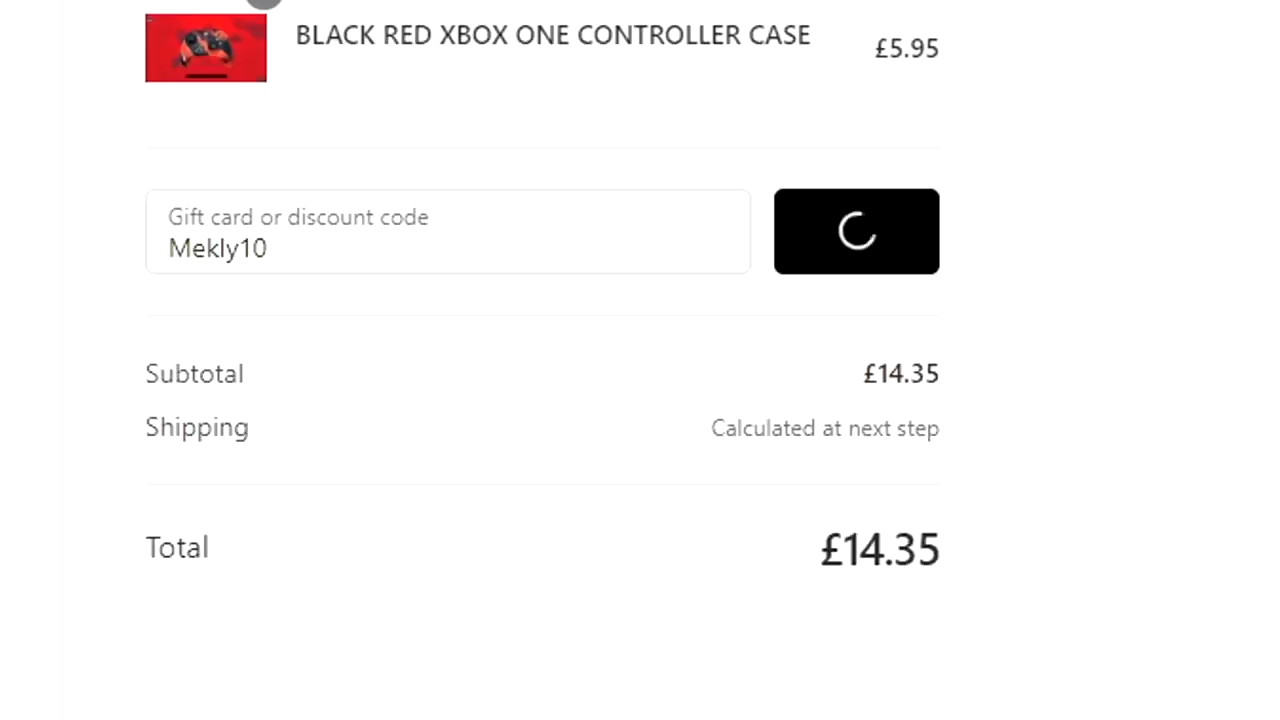 BLACK RED XBOX ONE CONTROLLER CASE
£5.95
Gift card or discount code
Mekly10
Subtotal £14.35
Shipping Calculated at next step
Total £14.35